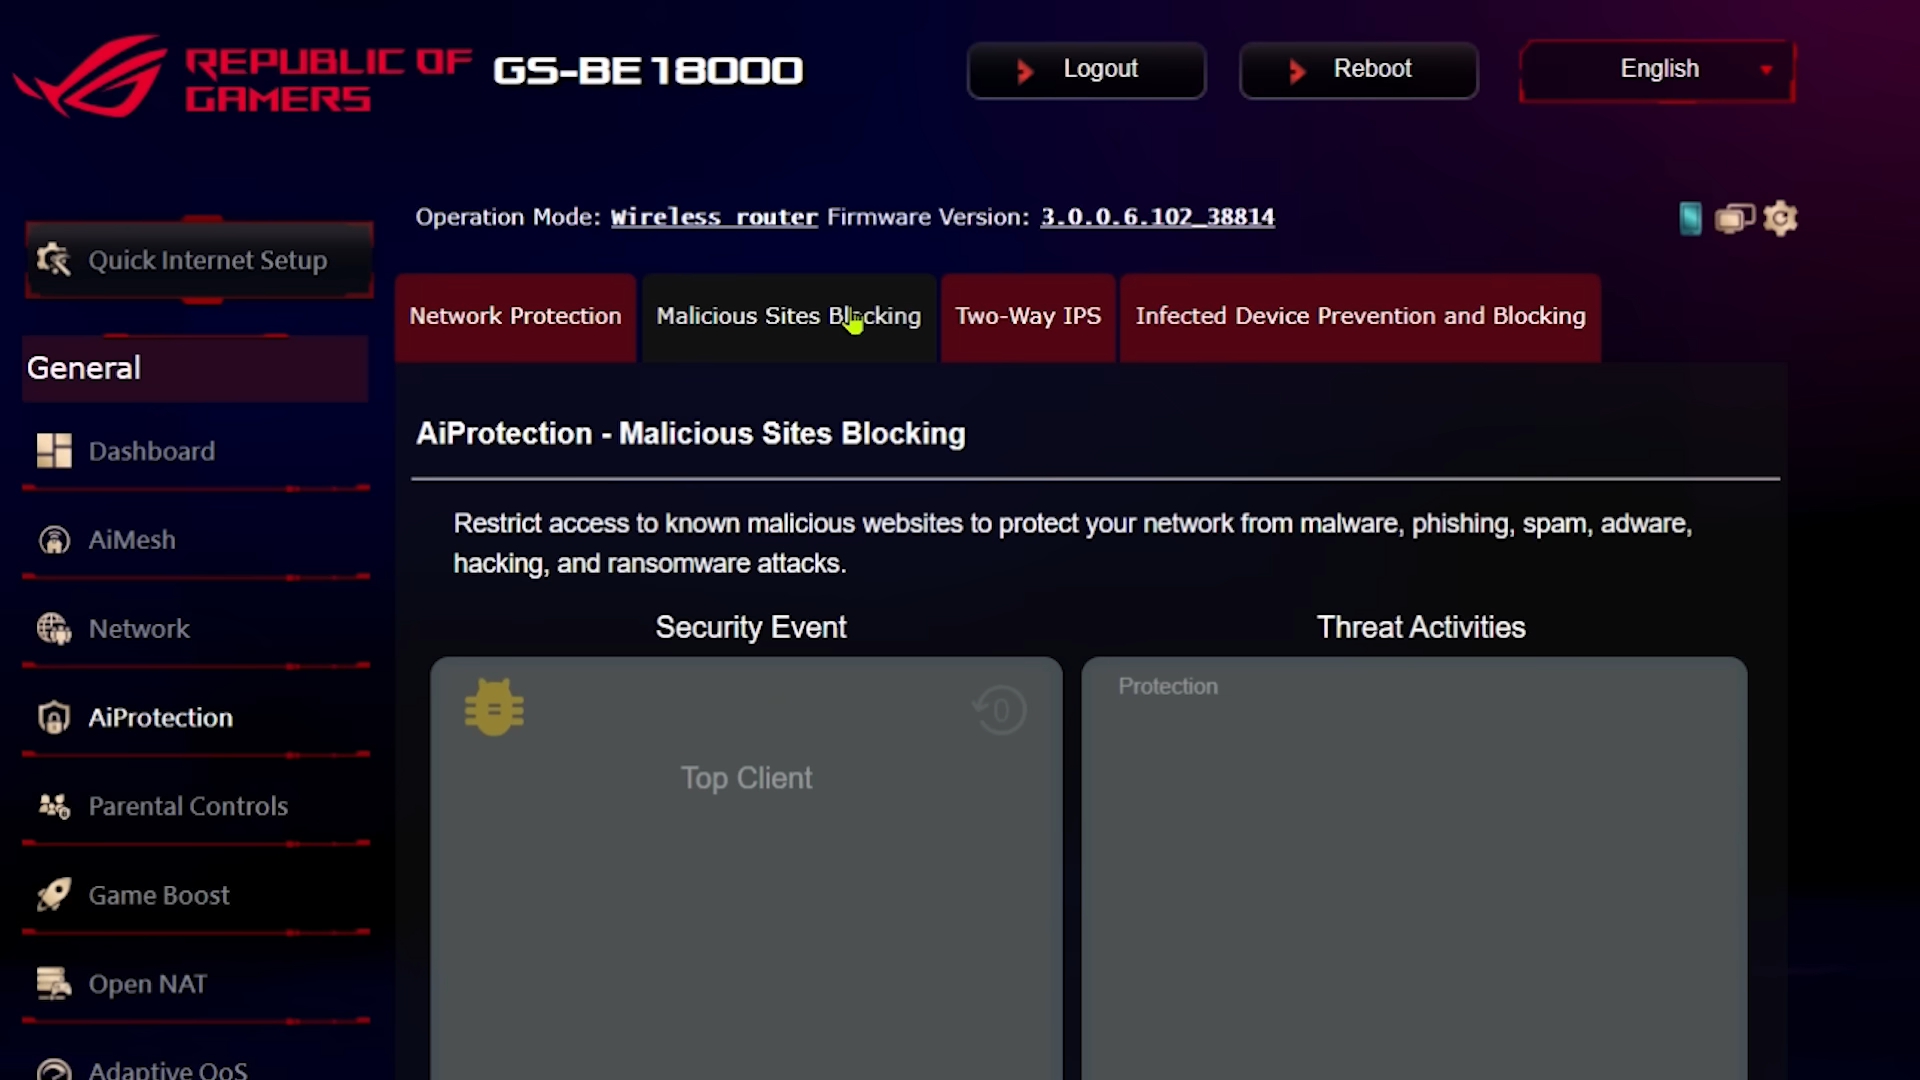 REPUBLIC OF
GAMERS
GS-BE18000
Logout
Reboot
English
Operation Mode: Wireless router Firmware Version: 3.0.0.6.102_38814
Quick Internet Setup
General
Dashboard
AiMesh
Network
AiProtection
Parental Controls
Game Boost
Open NAT
Adaptive QoS
Network Protection
Malicious Sites Blocking
Two-Way IPS
Infected Device Prevention and Blocking
AiProtection - Malicious Sites Blocking
Restrict access to known malicious websites to protect your network from malware, phishing, spam, adware,
hacking, and ransomware attacks.
Security Event
0
Top Client
Threat Activities
Protection